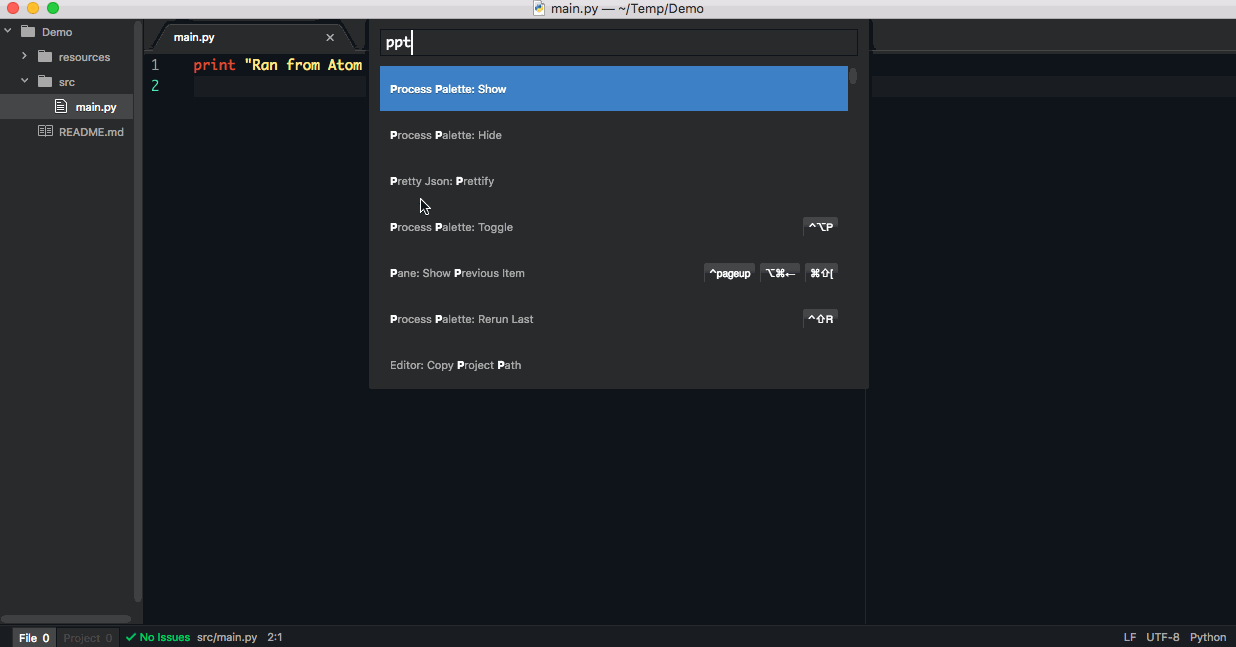 main.py — ~/Temp/Demo
Demo
resources
src
main.py
README.md
main.py
1 print "Ran from Atom
2
ppt
Process Palette: Show
Process Palette: Hide
Pretty Json: Prettify
Process Palette: Toggle ^⌥P
Pane: Show Previous Item ^pageup ⌥⌘← ⌘⇧[
Process Palette: Rerun Last ^⇧R
Editor: Copy Project Path
File 0 Project 0 No Issues src/main.py 2:1 LF UTF-8 Python